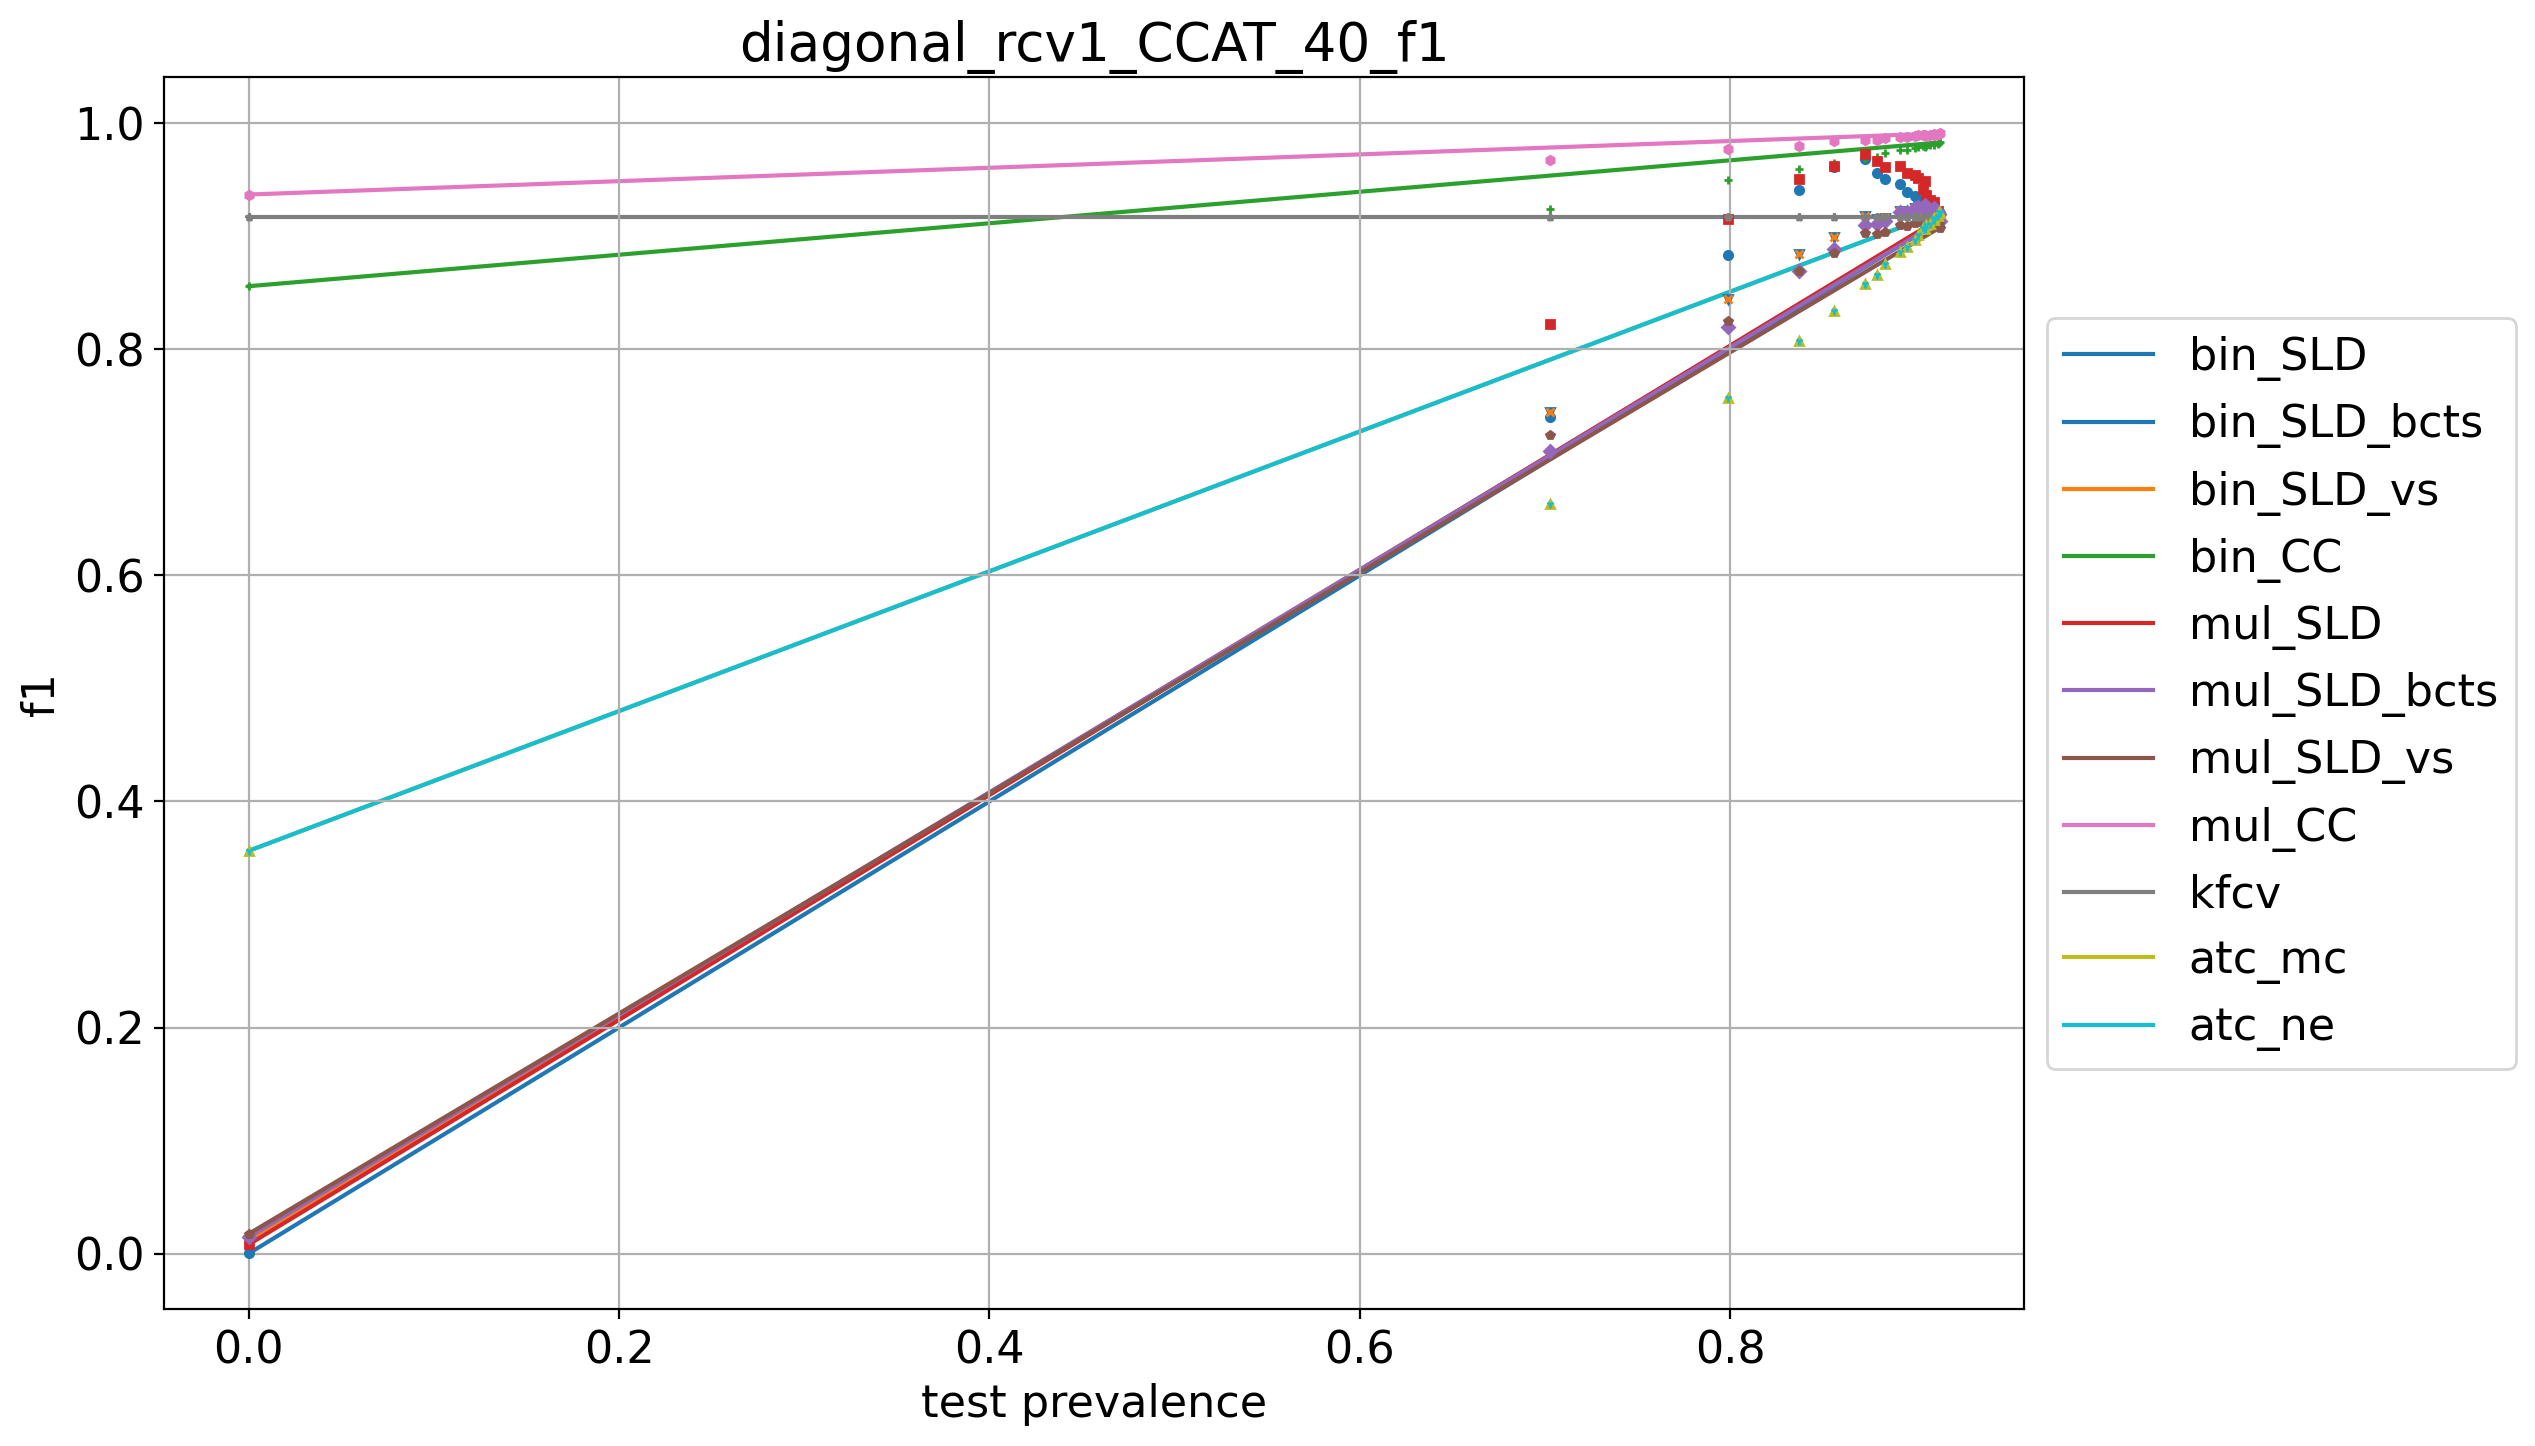 diagonal_rcv1_CCAT_40_f1
1.0
0.8
0.6
0.4
0.2
0.0
f1
0.0 0.2 0.4 0.6 0.8
test prevalence
bin_SLD
bin_SLD_bcts
bin_SLD_vs
bin_CC
mul_SLD
mul_SLD_bcts
mul_SLD_vs
mul_CC
kfcv
atc_mc
atc_ne